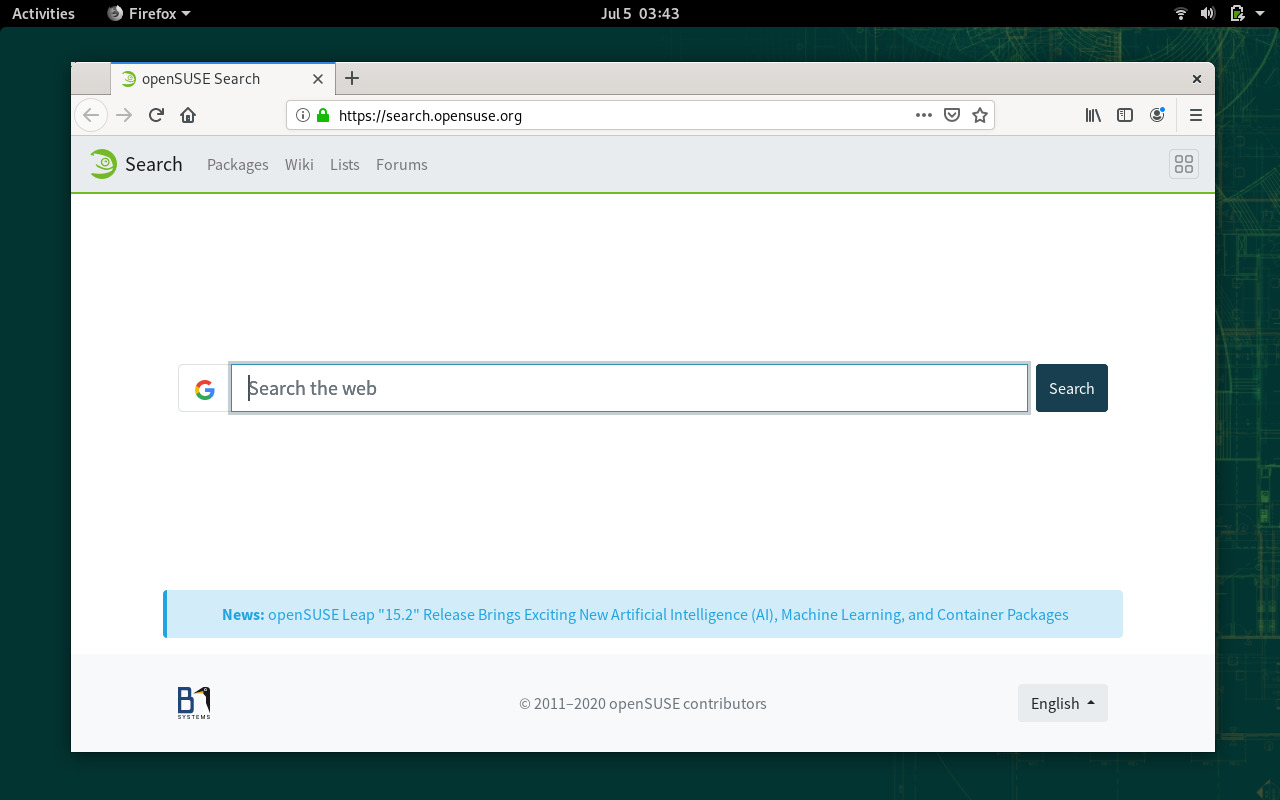 Activities Firefox Jul 5 03:43
openSUSE Search
https://search.opensuse.org
Search Packages Wiki Lists Forums
Search the web Search
News: openSUSE Leap "15.2" Release Brings Exciting New Artificial Intelligence (AI), Machine Learning, and Container Packages
B1 SYSTEMS © 2011–2020 openSUSE contributors English